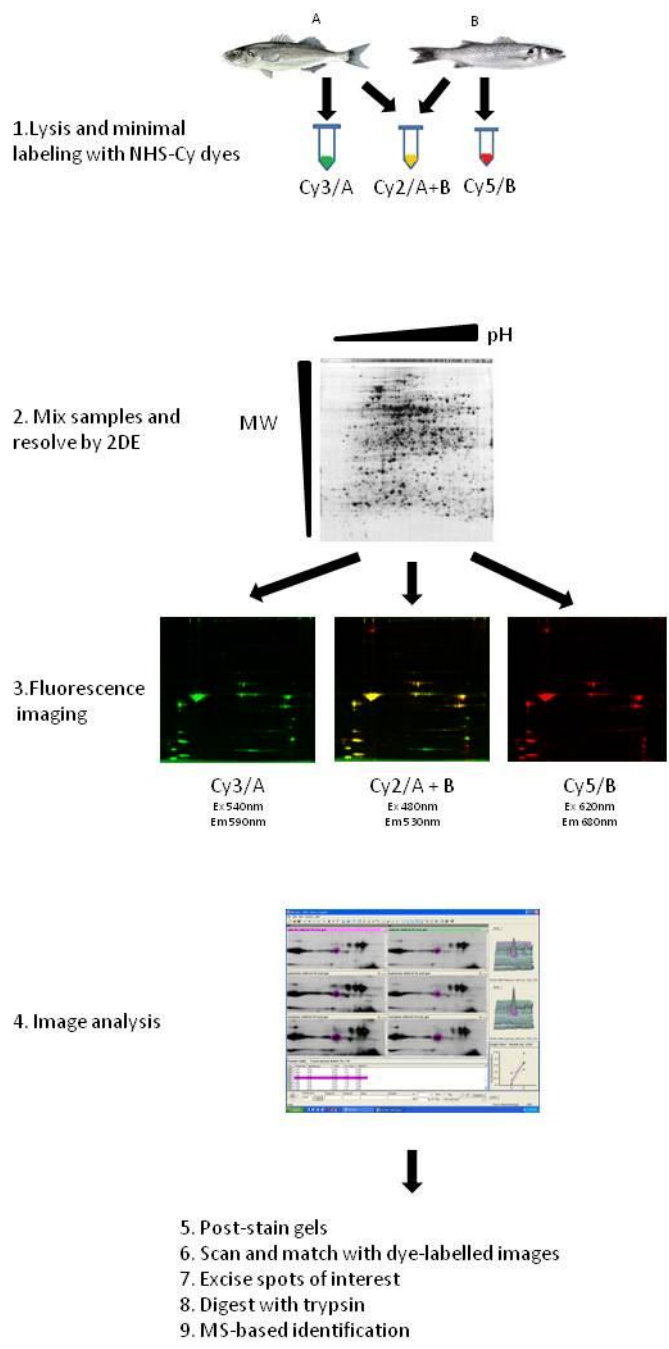 A
B
1.Lysis and minimal
labeling with NHS-Cy dyes
Cy3/A
Cy2/A+B
Cy5/B
pH
2. Mix samples and
resolve by 2DE
MW
3.Fluorescence
imaging
Cy3/A
Ex 540nm
Em 590nm
Cy2/A + B
Ex 480nm
Em 530nm
Cy5/B
Ex 620nm
Em 680nm
4. Image analysis
5. Post-stain gels
6. Scan and match with dye-labelled images
7. Excise spots of interest
8. Digest with trypsin
9. MS-based identification